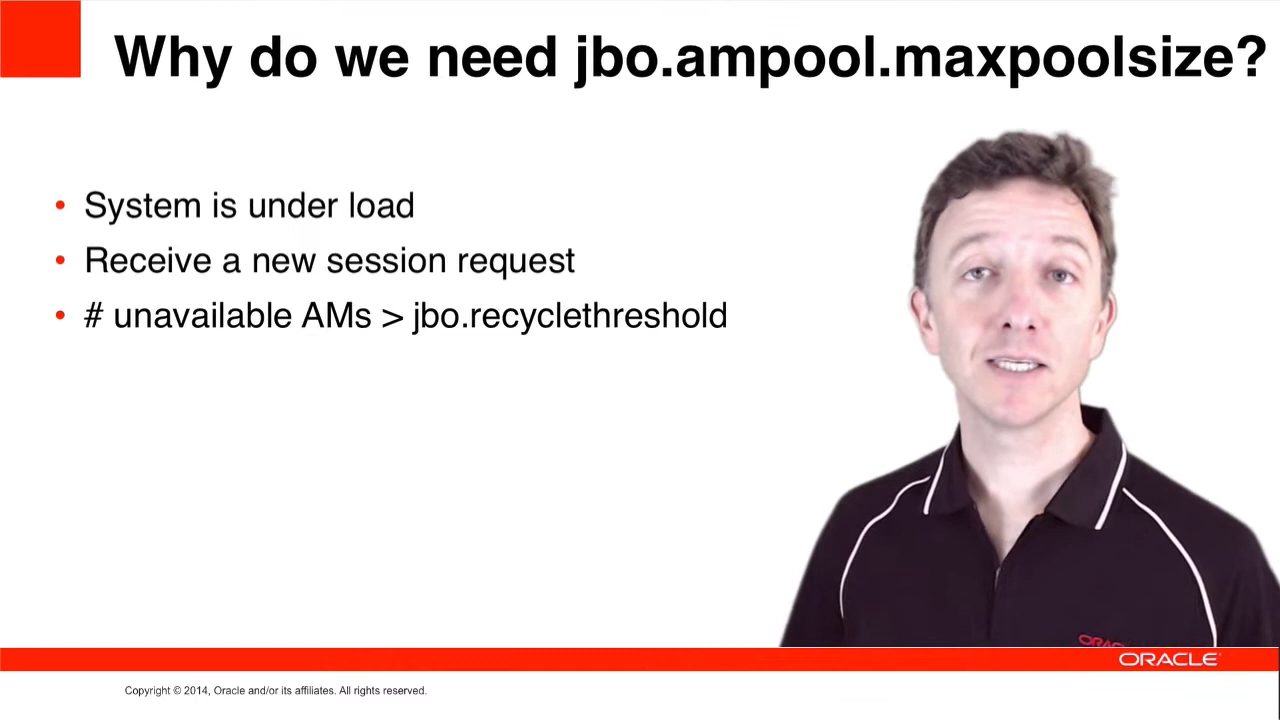 Why do we need jbo.ampool.maxpoolsize?
• System is under load
• Receive a new session request
• # unavailable AMs > jbo.recyclethreshold
ORACLE
Copyright © 2014, Oracle and/or its affiliates. All rights reserved.